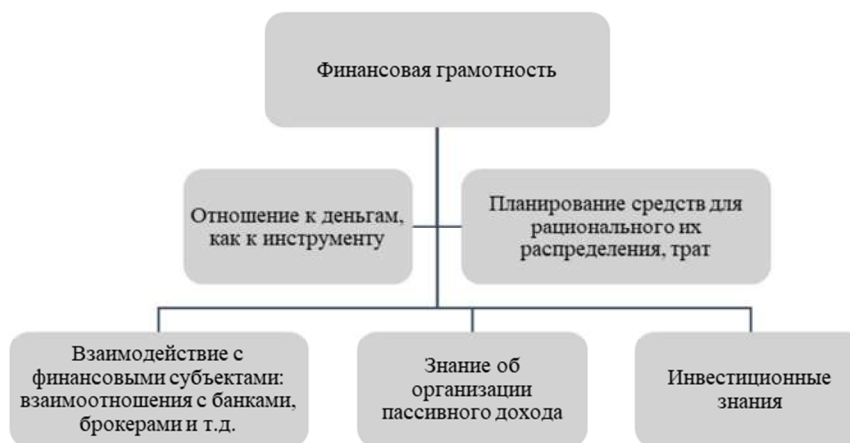 Финансовая грамотность
Отношение к деньгам,
как к инструменту
Планирование средств для
рационального их
распределения, трат
Взаимодействие с
финансовыми субъектами:
взаимоотношения с банками,
брокерами и т.д.
Знание об
организации
пассивного дохода
Инвестиционные
знания